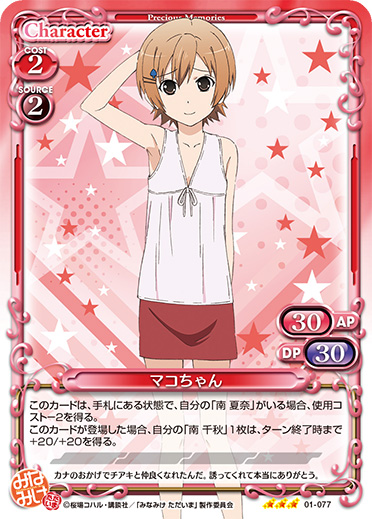 Precious Memories
Character
COST
2
SOURCE
2
30 AP
DP 30
マコちゃん
このカードは、手札にある状態で、自分の「南 夏奈」がいる場合、使用コ
スト−2を得る。
このカードが登場した場合、自分の「南 千秋」1枚は、ターン終了時まで
+20/+20を得る。
カナのおかげでチアキと仲良くなれたんだ。誘ってくれて本当にありがとう。
みなみけ
©桜場コハル・講談社／「みなみけ ただいま」製作委員会
01-077